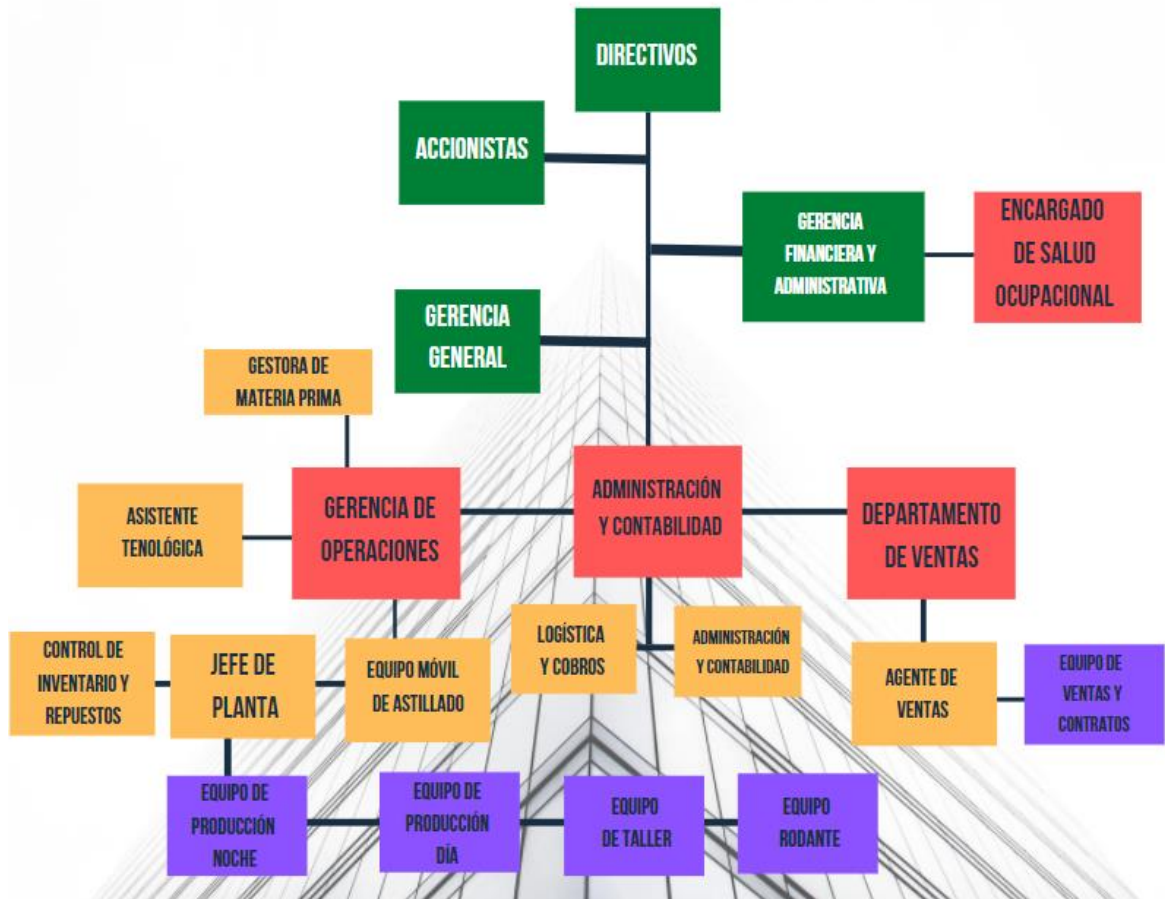 DIRECTIVOS
ACCIONISTAS
GERENCIA
FINANCIERA Y
ADMINISTRATIVA
ENCARGADO
DE SALUD
OCUPACIONAL
GERENCIA
GENERAL
GESTORA DE
MATERIA PRIMA
ASISTENTE
TENOLÓGICA
GERENCIA DE
OPERACIONES
ADMINISTRACIÓN
Y CONTABILIDAD
DEPARTAMENTO
DE VENTAS
CONTROL DE
INVENTARIO Y
REPUESTOS
JEFE DE
PLANTA
EQUIPO MÓVIL
DE ASTILLADO
LOGÍSTICA
Y COBROS
ADMINISTRACIÓN
Y CONTABILIDAD
AGENTE DE
VENTAS
EQUIPO DE
VENTAS Y
CONTRATOS
EQUIPO DE
PRODUCCIÓN
NOCHE
EQUIPO DE
PRODUCCIÓN
DÍA
EQUIPO
DE TALLER
EQUIPO
RODANTE